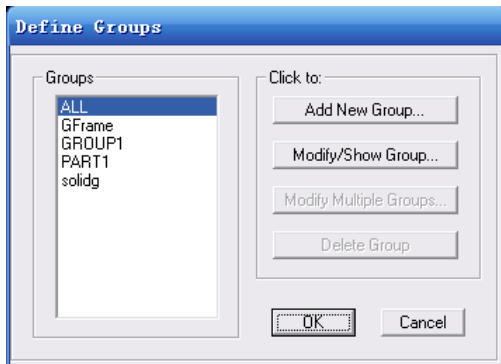 Define Groups
Groups
ALL
GFrame
GROUP1
PART1
solidg
Click to:
Add New Group...
Modify/Show Group...
Modify Multiple Groups...
Delete Group
OK
Cancel